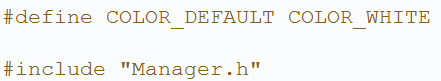 #define COLOR_DEFAULT COLOR_WHITE
#include "Manager.h"